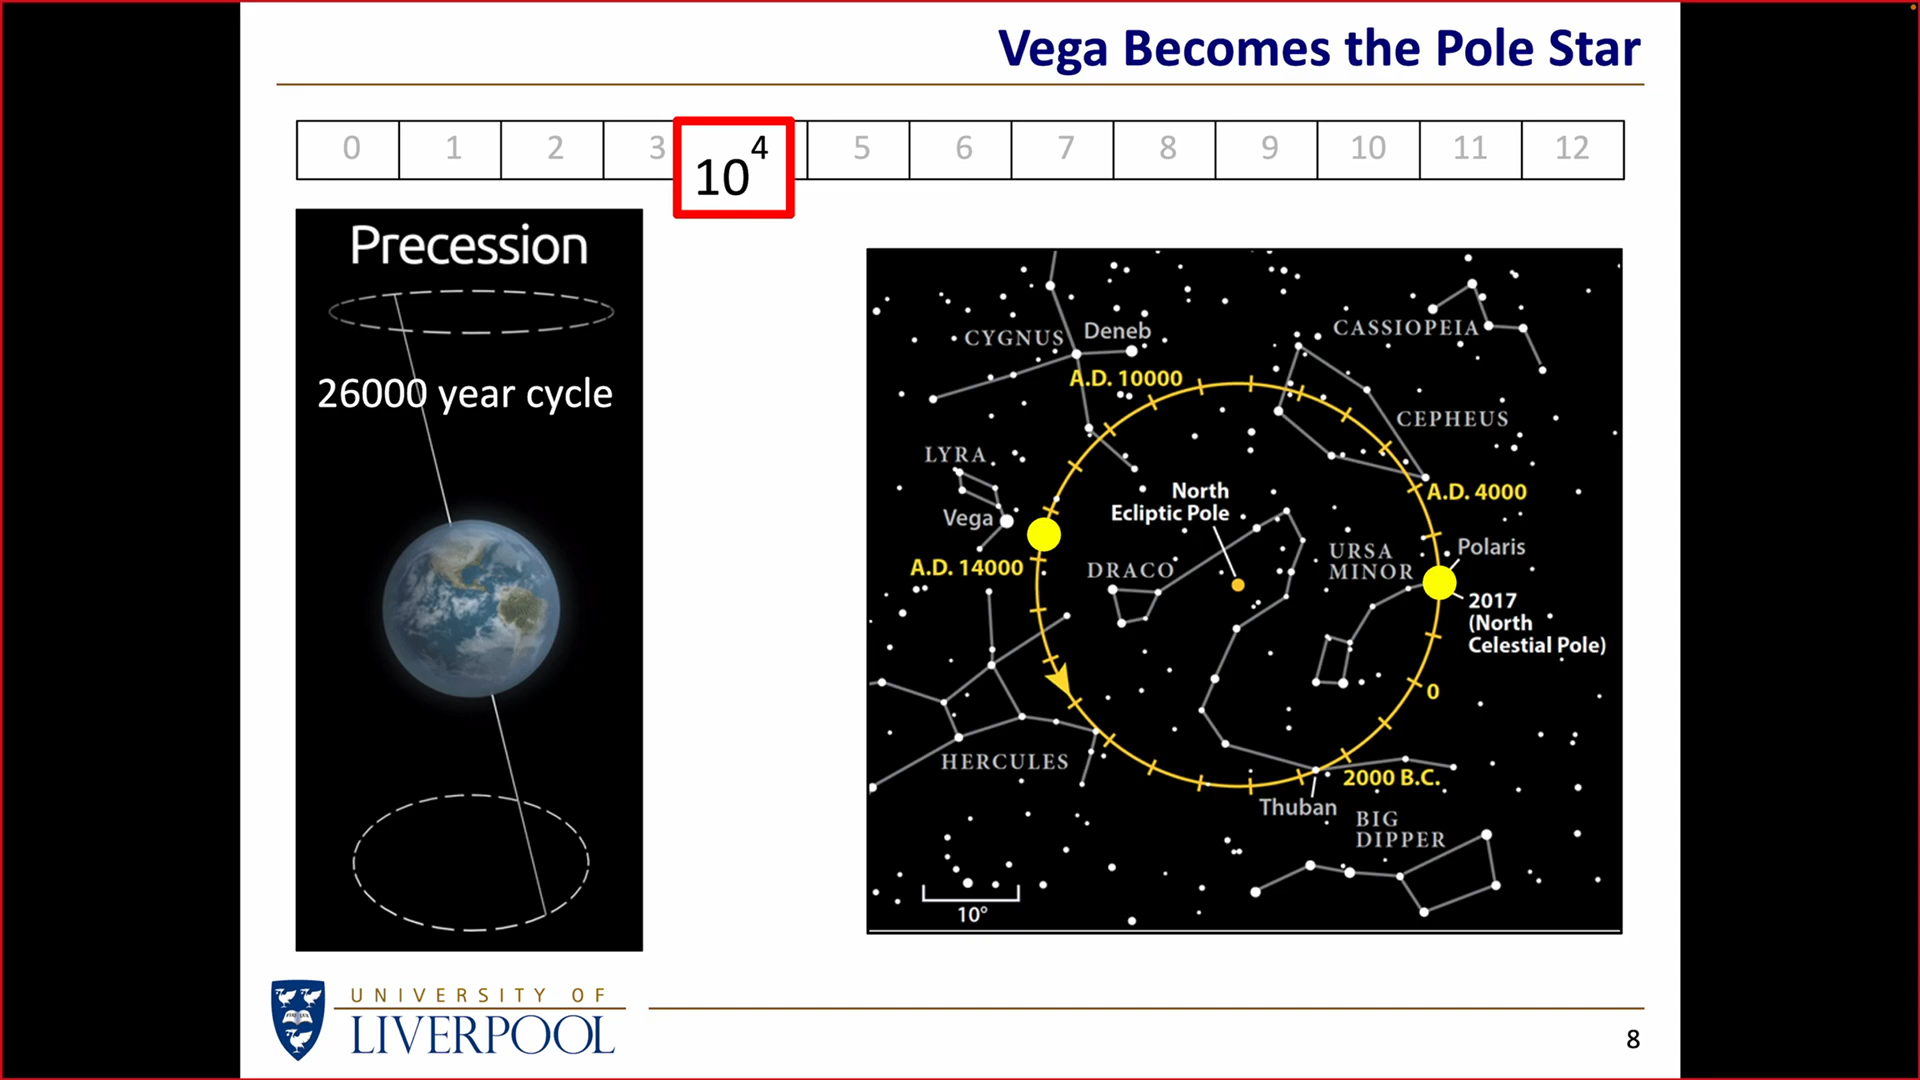 Vega Becomes the Pole Star
0 1 2 3 10⁴ 5 6 7 8 9 10 11 12
Precession
26000 year cycle
CYGNUS
Deneb
CASSIOPEIA
A.D. 10000
CEPHEUS
LYRA
A.D. 4000
North
Ecliptic Pole
Vega
Polaris
URSA
MINOR
A.D. 14000
DRACO
2017
(North
Celestial Pole)
0
HERCULES
2000 B.C.
Thuban
BIG
DIPPER
10°
UNIVERSITY OF
LIVERPOOL
8